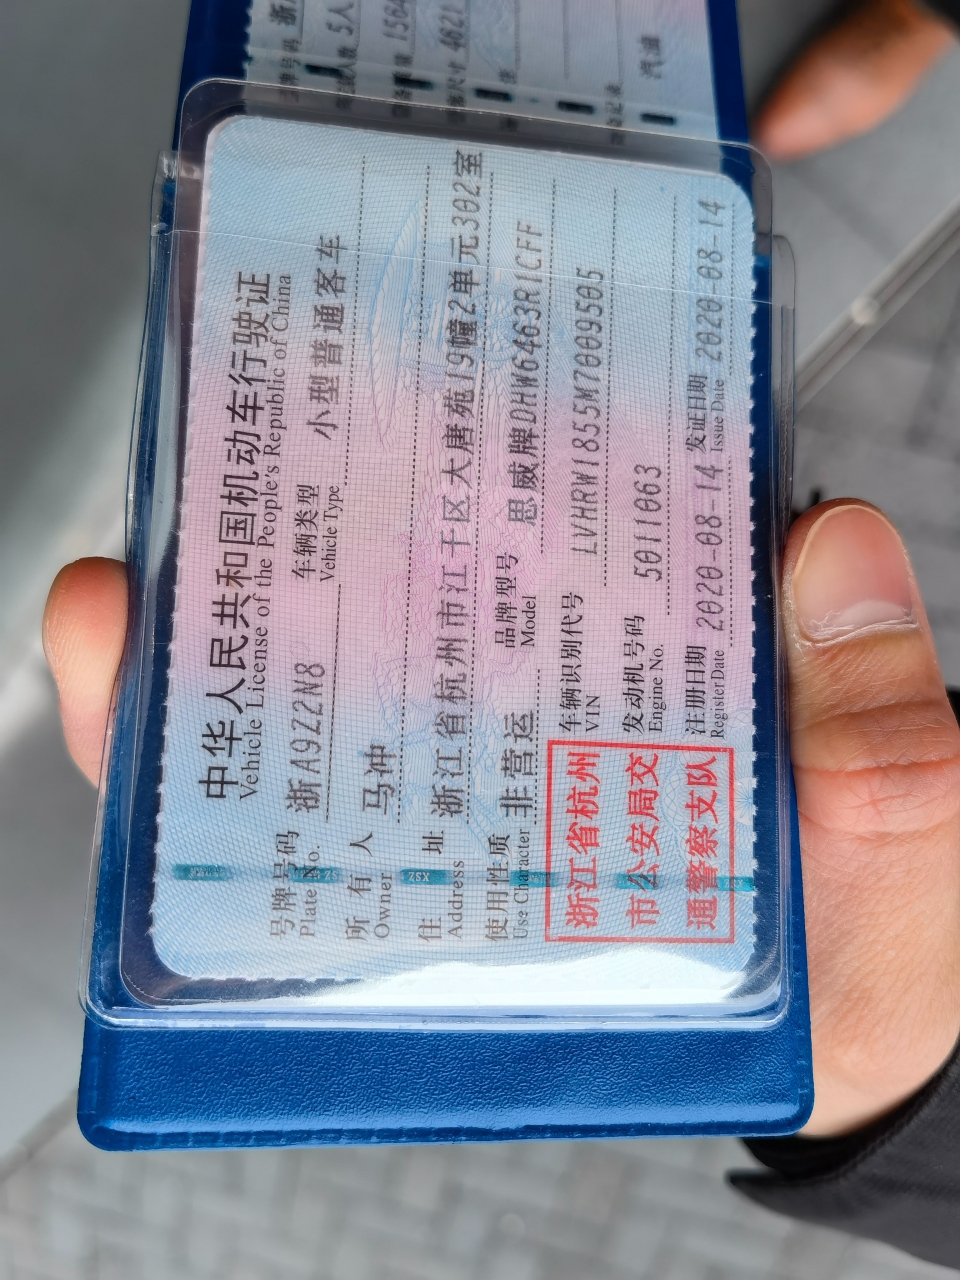 中华人民共和国机动车行驶证
Vehicle License of the People's Republic of China
号牌号码 浙A922N8 车辆类型 小型普通客车
Plate No. Vehicle Type
所有人 马冲
Owner
住址 浙江省杭州市江干区大唐苑19幢2单元302室
Address
使用性质 非营运 品牌型号 思威牌DHW6463R1CFF
Use Character Model
车辆识别代号 LVHRW1855M7009505
VIN
发动机号码 5011063
Engine No.
注册日期 2020-08-14 发证日期 2020-08-14
Register Date Issue Date
浙江省杭州
市公安局交
通警察支队
XSZ
浙
5人
4621
汽油